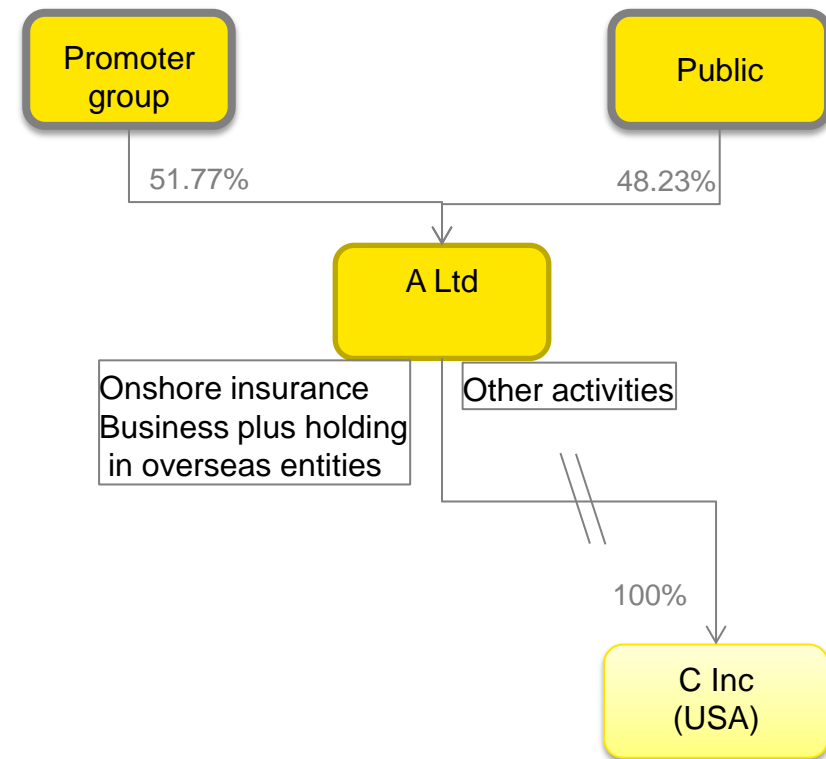 Promoter
group
Public
51.77%
48.23%
A Ltd
Onshore insurance
Business plus holding
in overseas entities
Other activities
100%
C Inc
(USA)